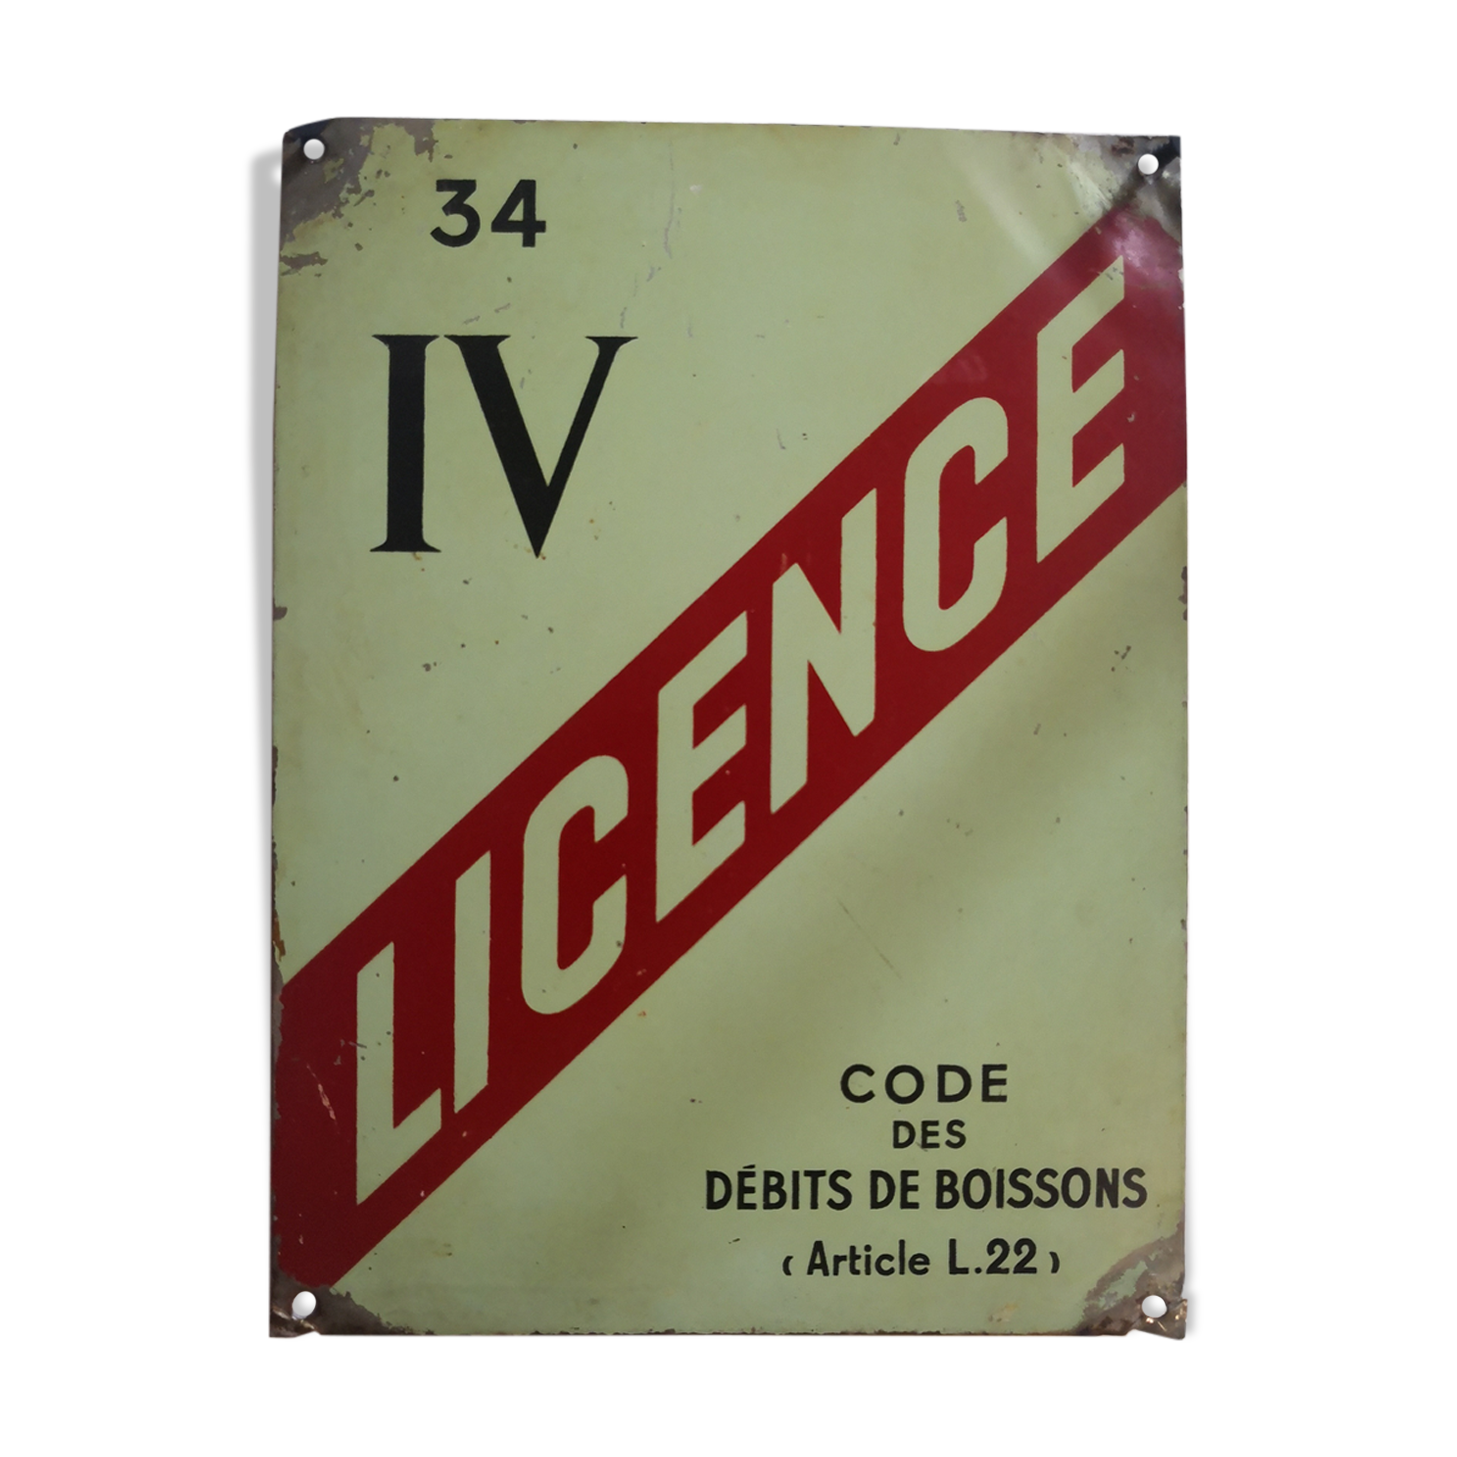 34
IV
LICENCE
CODE
DES
DÉBITS DE BOISSONS
(Article L.22)